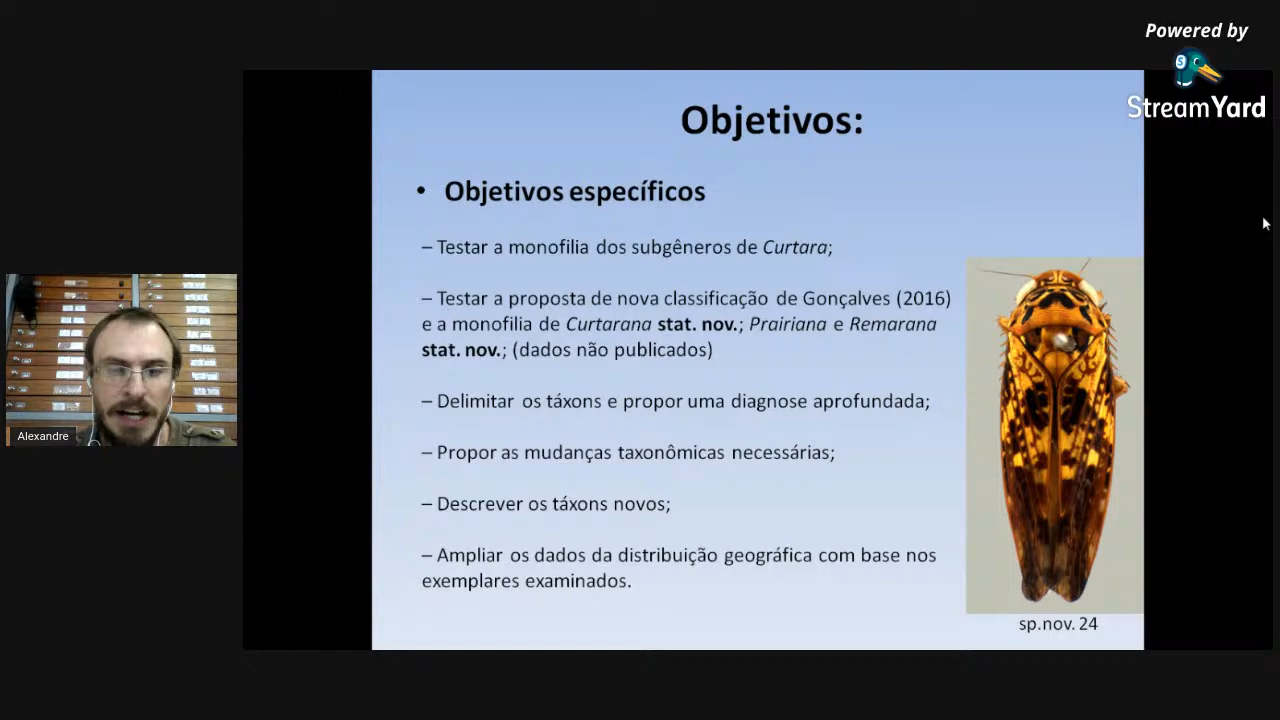 Powered by
StreamYard
Objetivos:
• Objetivos específicos
– Testar a monofilia dos subgêneros de Curtara;
– Testar a proposta de nova classificação de Gonçalves (2016)
e a monofilia de Curtarana stat. nov.; Prairiana e Remarana
stat. nov.; (dados não publicados)
– Delimitar os táxons e propor uma diagnose aprofundada;
– Propor as mudanças taxonômicas necessárias;
– Descrever os táxons novos;
– Ampliar os dados da distribuição geográfica com base nos
exemplares examinados.
sp.nov. 24
Alexandre